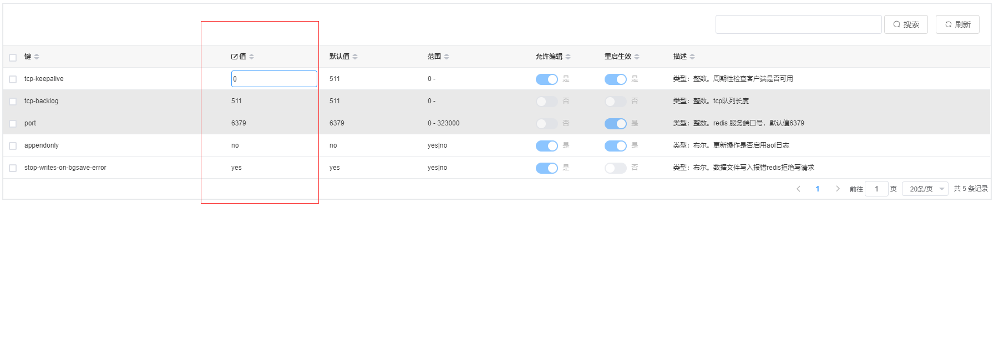 搜索 刷新
键 值 默认值 范围 允许编辑 重启生效 描述
tcp-keepalive 0 511 0 - 是 是 类型：整数。周期性检查客户端是否可用
tcp-backlog 511 511 0 - 否 否 类型：整数。tcp队列长度
port 6379 6379 0 - 323000 否 是 类型：整数。redis 服务端口号，默认值6379
appendonly no no yes|no 是 是 类型：布尔。更新操作是否启用aof日志
stop-writes-on-bgsave-error yes yes yes|no 是 否 类型：布尔。数据文件写入报错redis拒绝写请求
1 前往 1 页 20条/页 共 5 条记录